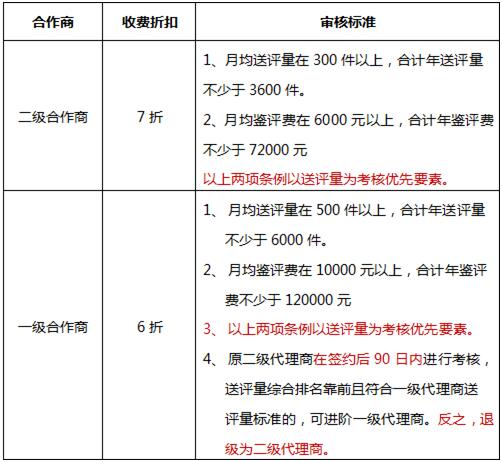 合作商 收费折扣 审核标准
二级合作商 7 折
1、月均送评量在 300 件以上，合计年送评量
不少于 3600 件。
2、月均鉴评费在 6000 元以上，合计年鉴评费
不少于 72000 元
以上两项条例以送评量为考核优先要素。
一级合作商 6 折
1、 月均送评量在 500 件以上，合计年送评量
不少于 6000 件。
2、 月均鉴评费在 10000 元以上，合计年鉴评
费不少于 120000 元
3、 以上两项条例以送评量为考核优先要素。
4、 原二级代理商在签约后 90 日内进行考核，
送评量综合排名靠前且符合一级代理商送
评量标准的，可进阶一级代理商。反之，退
级为二级代理商。